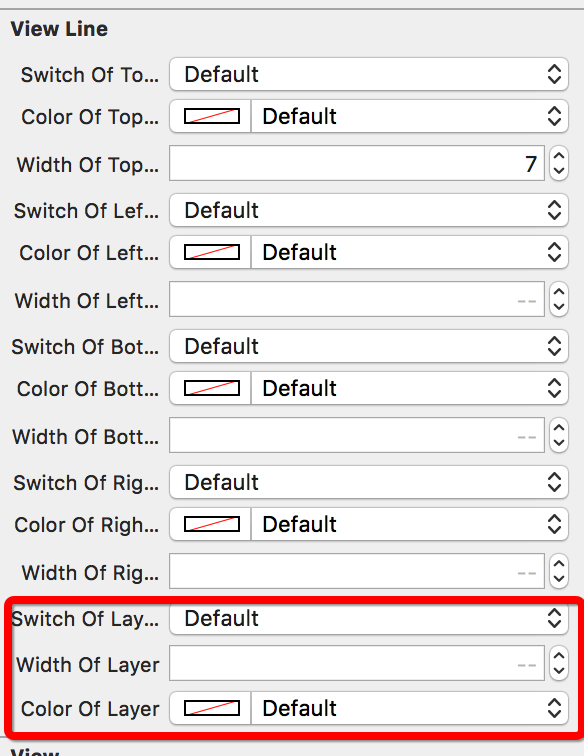 View Line
Switch Of To... Default
Color Of Top... Default
Width Of Top... 7
Switch Of Lef... Default
Color Of Left... Default
Width Of Left... --
Switch Of Bot... Default
Color Of Bott... Default
Width Of Bott... --
Switch Of Rig... Default
Color Of Righ... Default
Width Of Rig... --
Switch Of Lay... Default
Width Of Layer --
Color Of Layer Default
View